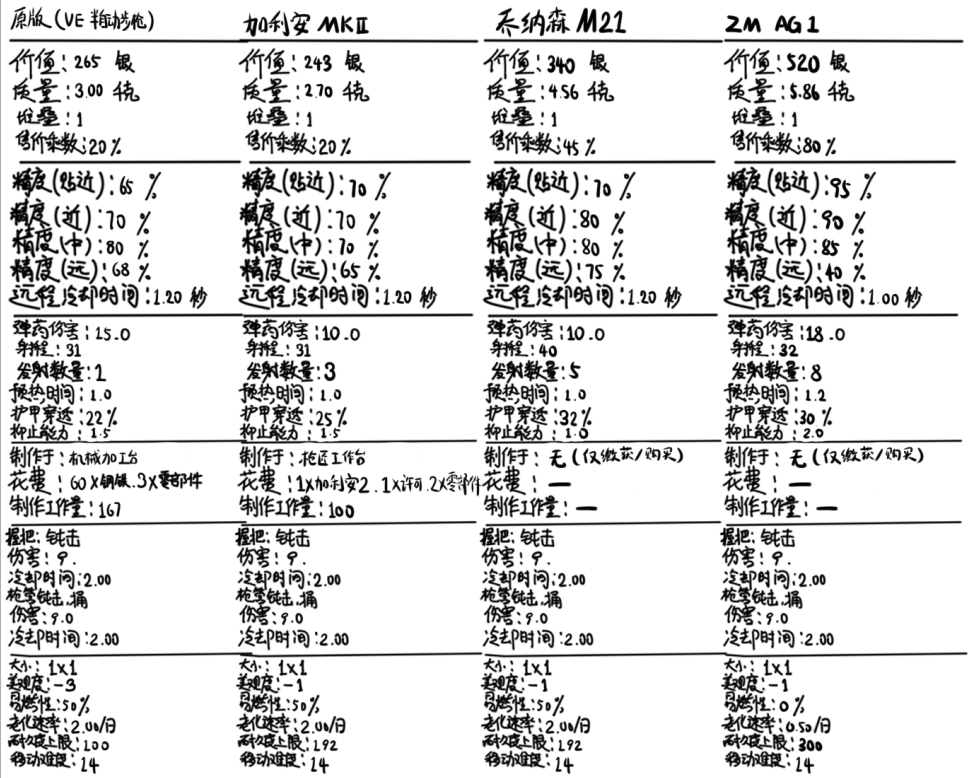 原版(VE 半自动步枪)
价值:265 银
质量:3.00 千克
堆叠:1
售价乘数:20%
精度(贴近):65 %
精度(近):70 %
精度(中):80 %
精度(远):68 %
远程冷却时间:1.20 秒
弹药伤害:15.0
射程:31
发射数量:1
预热时间:1.0
护甲穿透:22%
抑止能力:1.5
制作于:机械加工台
花费:60x钢铁.3x零部件
制作工作量:167
握把:钝击
伤害:9.
冷却时间:2.00
枪管钝击,捅
伤害:9.0
冷却时间:2.00
大小:1x1
美观度:-3
易燃性:50%
老化速率:2.00/日
耐久度上限:100
移动难度:14
加利安 MKII
价值:243 银
质量:2.70 千克
堆叠:1
售价乘数:20%
精度(贴近):70 %
精度(近):70 %
精度(中):70 %
精度(远):65 %
远程冷却时间:1.20 秒
弹药伤害:10.0
射程:31
发射数量:3
预热时间:1.0
护甲穿透:25%
抑止能力:1.5
制作于:枪匠工作台
花费:1x加利安2.1x许可.2x零部件
制作工作量:100
握把:钝击
伤害:9.
冷却时间:2.00
枪管钝击,捅
伤害:9.0
冷却时间:2.00
大小:1x1
美观度:-1
易燃性:50%
老化速率:2.00/日
耐久度上限:192
移动难度:14
乔纳森 M21
价值:340 银
质量:4.56 千克
堆叠:1
售价乘数:45%
精度(贴近):70 %
精度(近):80 %
精度(中):80 %
精度(远):75 %
远程冷却时间:1.20 秒
弹药伤害:10.0
射程:40
发射数量:5
预热时间:1.0
护甲穿透:32%
抑止能力:1.0
制作于:无(仅缴获/购买)
花费:—
制作工作量:—
握把:钝击
伤害:9.
冷却时间:2.00
枪管钝击,捅
伤害:9.0
冷却时间:2.00
大小:1x1
美观度:-1
易燃性:50%
老化速率:2.00/日
耐久度上限:192
移动难度:14
ZM AG1
价值:520 银
质量:5.86 千克
堆叠:1
售价乘数:80%
精度(贴近):95 %
精度(近):90 %
精度(中):85 %
精度(远):40 %
远程冷却时间:1.00 秒
弹药伤害:18.0
射程:32
发射数量:8
预热时间:1.2
护甲穿透:30%
抑止能力:2.0
制作于:无(仅缴获/购买)
花费:—
制作工作量:—
握把:钝击
伤害:9.
冷却时间:2.00
枪管钝击,捅
伤害:9.0
冷却时间:2.00
大小:1x1
美观度:-1
易燃性:0%
老化速率:0.50/日
耐久度上限:300
移动难度:14